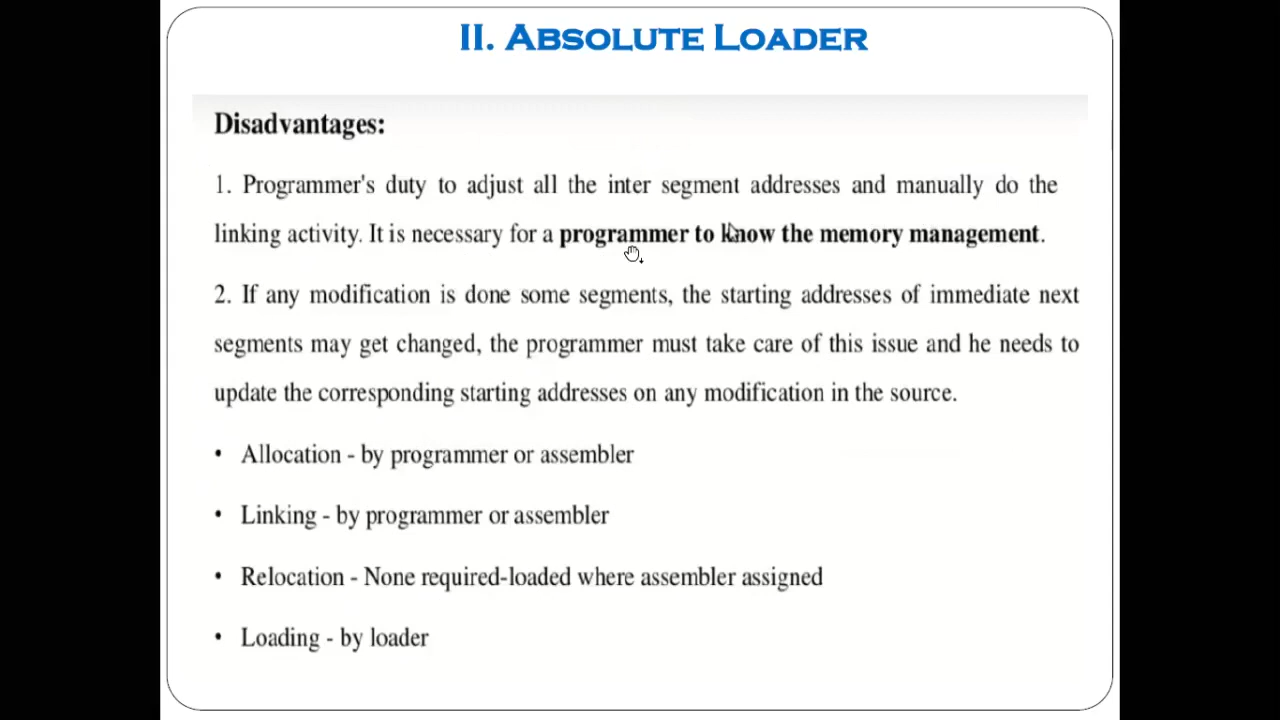 II. ABSOLUTE LOADER
Disadvantages:
1. Programmer's duty to adjust all the inter segment addresses and manually do the
linking activity. It is necessary for a programmer to know the memory management.
2. If any modification is done some segments, the starting addresses of immediate next
segments may get changed, the programmer must take care of this issue and he needs to
update the corresponding starting addresses on any modification in the source.
• Allocation - by programmer or assembler
• Linking - by programmer or assembler
• Relocation - None required-loaded where assembler assigned
• Loading - by loader